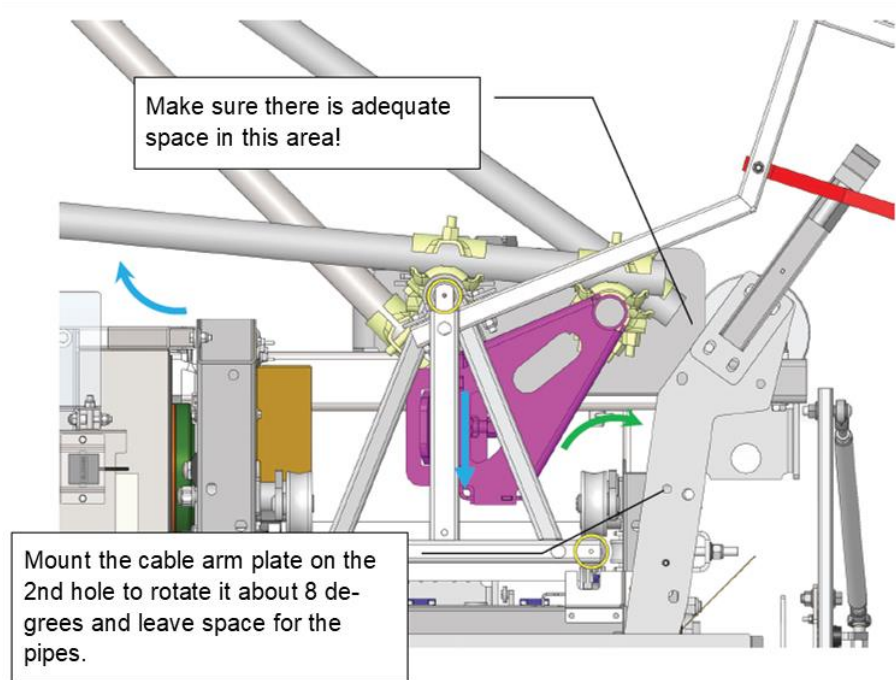 Make sure there is adequate
space in this area!
Mount the cable arm plate on the
2nd hole to rotate it about 8 de-
grees and leave space for the
pipes.